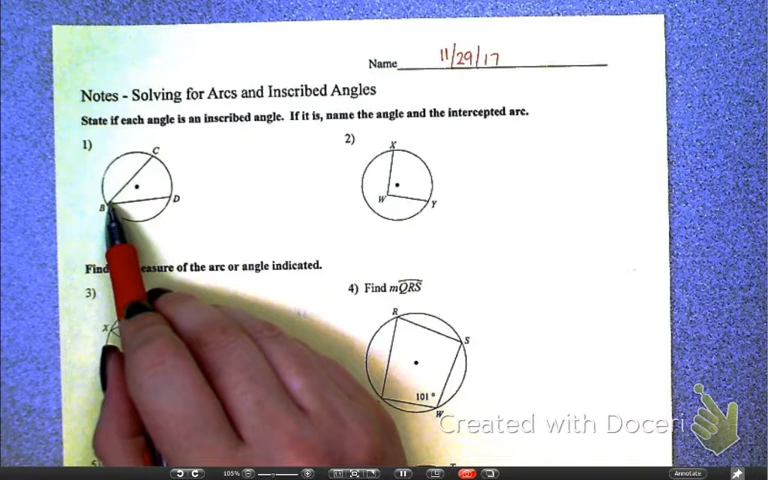 Name 11/29/17
Notes - Solving for Arcs and Inscribed Angles
State if each angle is an inscribed angle. If it is, name the angle and the intercepted arc.
1)
2)
C
B
D
X
W
Y
Find easure of the arc or angle indicated.
3)
4) Find mQRS
X
R
S
101°
W
Created with Doceri
105%
Annotate